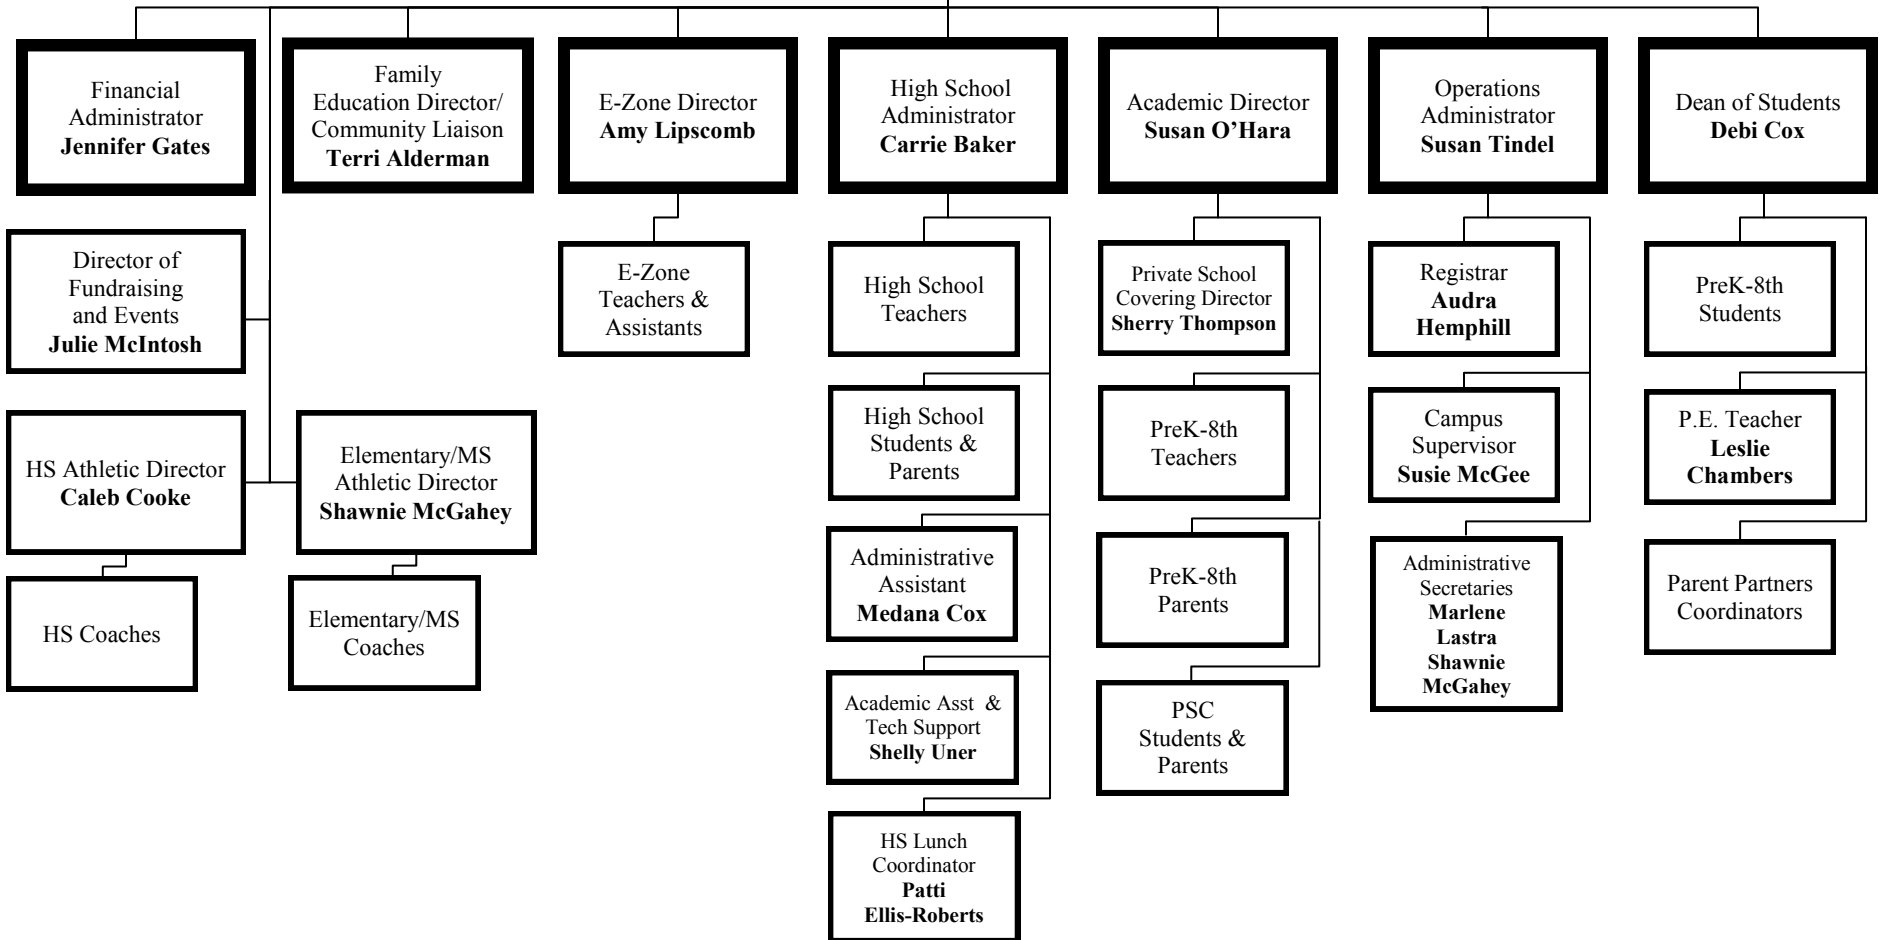 Financial
Administrator
Jennifer Gates
Family
Education Director/
Community Liaison
Terri Alderman
E-Zone Director
Amy Lipscomb
High School
Administrator
Carrie Baker
Academic Director
Susan O’Hara
Operations
Administrator
Susan Tindel
Dean of Students
Debi Cox
Director of
Fundraising
and Events
Julie McIntosh
E-Zone
Teachers &
Assistants
High School
Teachers
Private School
Covering Director
Sherry Thompson
Registrar
Audra
Hemphill
PreK-8th
Students
HS Athletic Director
Caleb Cooke
Elementary/MS
Athletic Director
Shawnie McGahey
High School
Students &
Parents
PreK-8th
Teachers
Campus
Supervisor
Susie McGee
P.E. Teacher
Leslie
Chambers
HS Coaches
Elementary/MS
Coaches
Administrative
Assistant
Medana Cox
PreK-8th
Parents
Administrative
Secretaries
Marlene
Lastra
Shawnie
McGahey
Parent Partners
Coordinators
Academic Asst &
Tech Support
Shelly Uner
PSC
Students &
Parents
HS Lunch
Coordinator
Patti
Ellis-Roberts